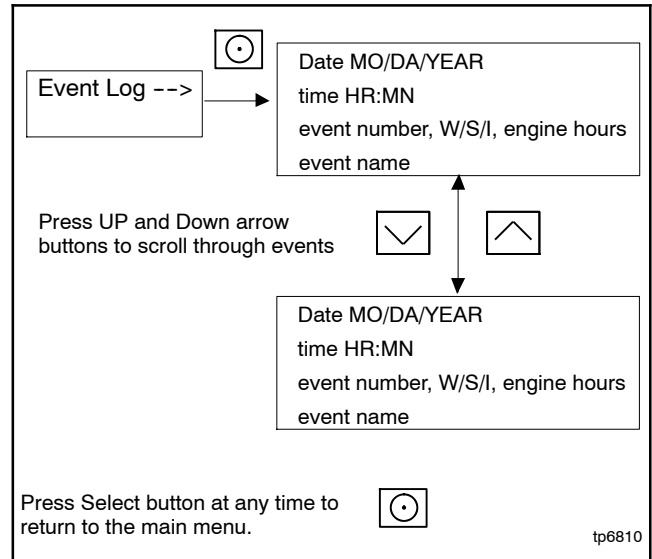 Event Log -->
Date MO/DA/YEAR
time HR:MN
event number, W/S/I, engine hours
event name
Press UP and Down arrow
buttons to scroll through events
Date MO/DA/YEAR
time HR:MN
event number, W/S/I, engine hours
event name
Press Select button at any time to
return to the main menu.
tp6810